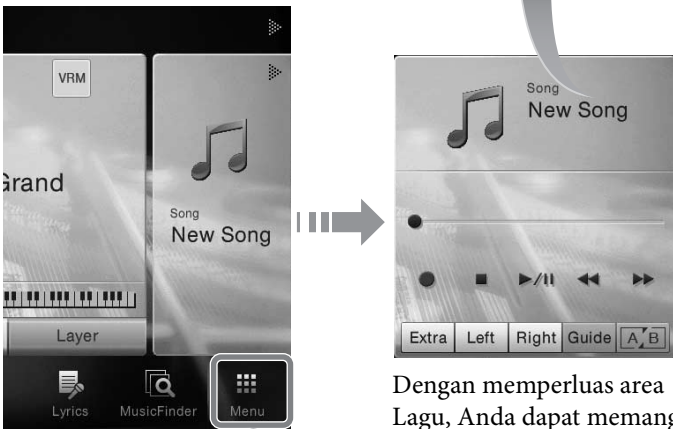 VRM
Grand
Song
New Song
Layer
Lyrics
MusicFinder
Menu
Song
New Song
Extra
Left
Right
Guide
A B
Dengan memperluas area
Lagu, Anda dapat